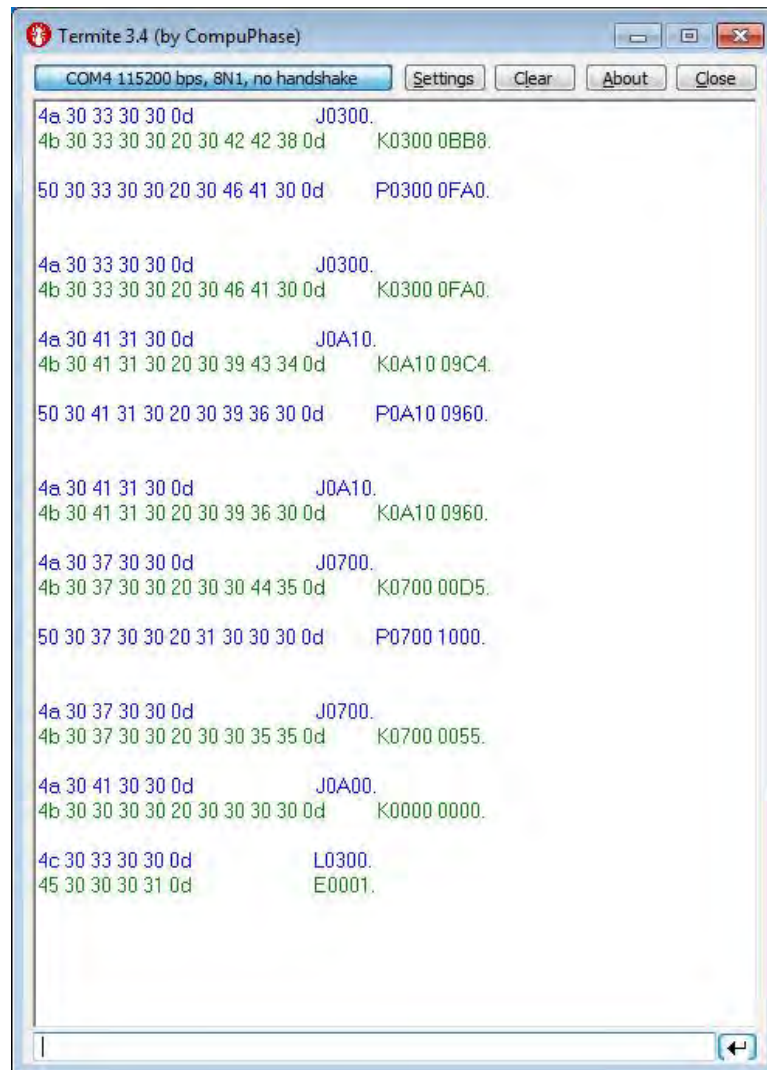 Termite 3.4 (by CompuPhase)
COM4 115200 bps, 8N1, no handshake Settings Clear About Close
4a 30 33 30 30 0d J0300.
4b 30 33 30 30 20 30 42 42 38 0d K0300 0BB8.
50 30 33 30 30 20 30 46 41 30 0d P0300 0FA0.
4a 30 33 30 30 0d J0300.
4b 30 33 30 30 20 30 46 41 30 0d K0300 0FA0.
4a 30 41 31 30 0d J0A10.
4b 30 41 31 30 20 30 39 43 34 0d K0A10 09C4.
50 30 41 31 30 20 30 39 36 30 0d P0A10 0960.
4a 30 41 31 30 0d J0A10.
4b 30 41 31 30 20 30 39 36 30 0d K0A10 0960.
4a 30 37 30 30 0d J0700.
4b 30 37 30 30 20 30 30 44 35 0d K0700 00D5.
50 30 37 30 30 20 31 30 30 30 0d P0700 1000.
4a 30 37 30 30 0d J0700.
4b 30 37 30 30 20 30 30 35 35 0d K0700 0055.
4a 30 41 30 30 0d J0A00.
4b 30 30 30 30 20 30 30 30 30 0d K0000 0000.
4c 30 33 30 30 0d L0300.
45 30 30 30 31 0d E0001.